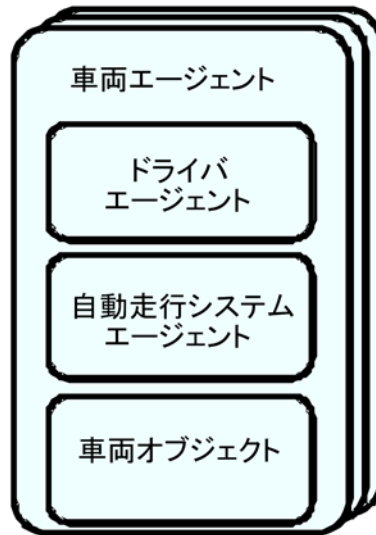 車両エージェント
ドライバ
エージェント
自動走行システム
エージェント
車両オブジェクト